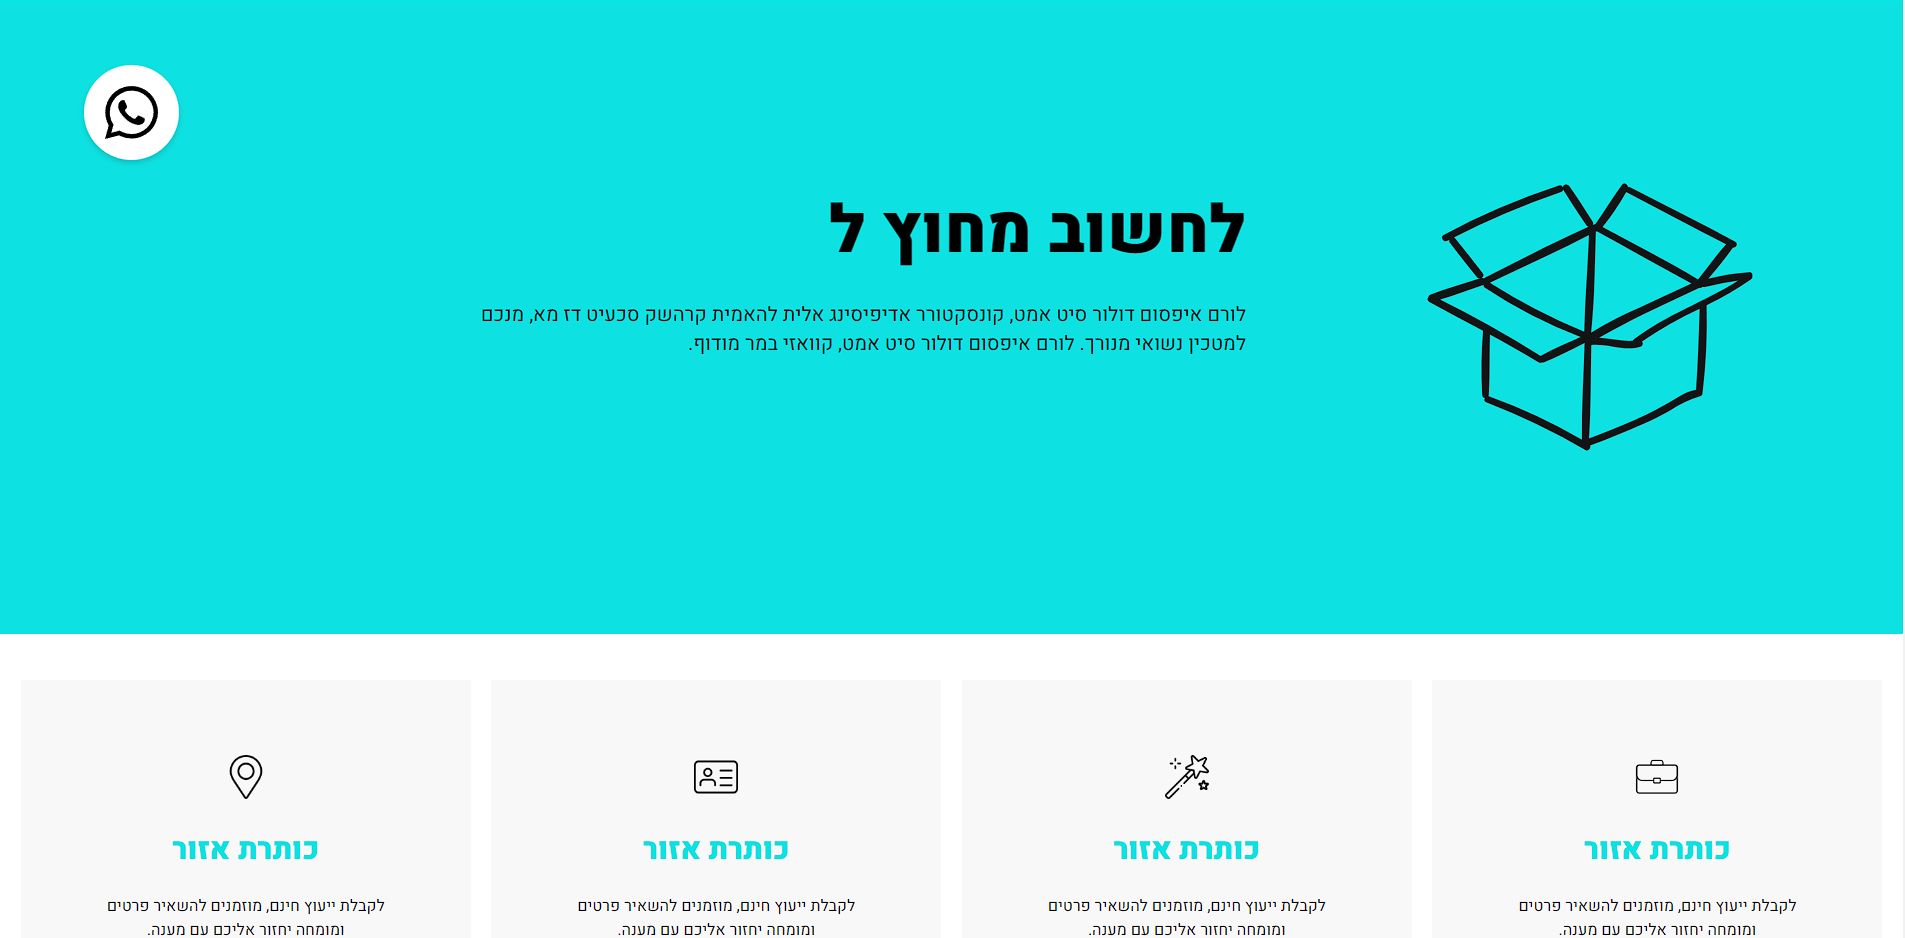 לחשוב מחוץ ל
לורם איפסום דולור סיט אמט, קונסקטורר אדיפיסינג אלית להאמית קרהשק סכעיט דז מא, מנכם
למטכין נשואי מנורך. לורם איפסום דולור סיט אמט, קוואזי במר מודוף.
כותרת אזור
לקבלת ייעוץ חינם, מוזמנים להשאיר פרטים
ומומחה יחזור אליכם עם מענה.
כותרת אזור
לקבלת ייעוץ חינם, מוזמנים להשאיר פרטים
ומומחה יחזור אליכם עם מענה.
כותרת אזור
לקבלת ייעוץ חינם, מוזמנים להשאיר פרטים
ומומחה יחזור אליכם עם מענה.
כותרת אזור
לקבלת ייעוץ חינם, מוזמנים להשאיר פרטים
ומומחה יחזור אליכם עם מענה.